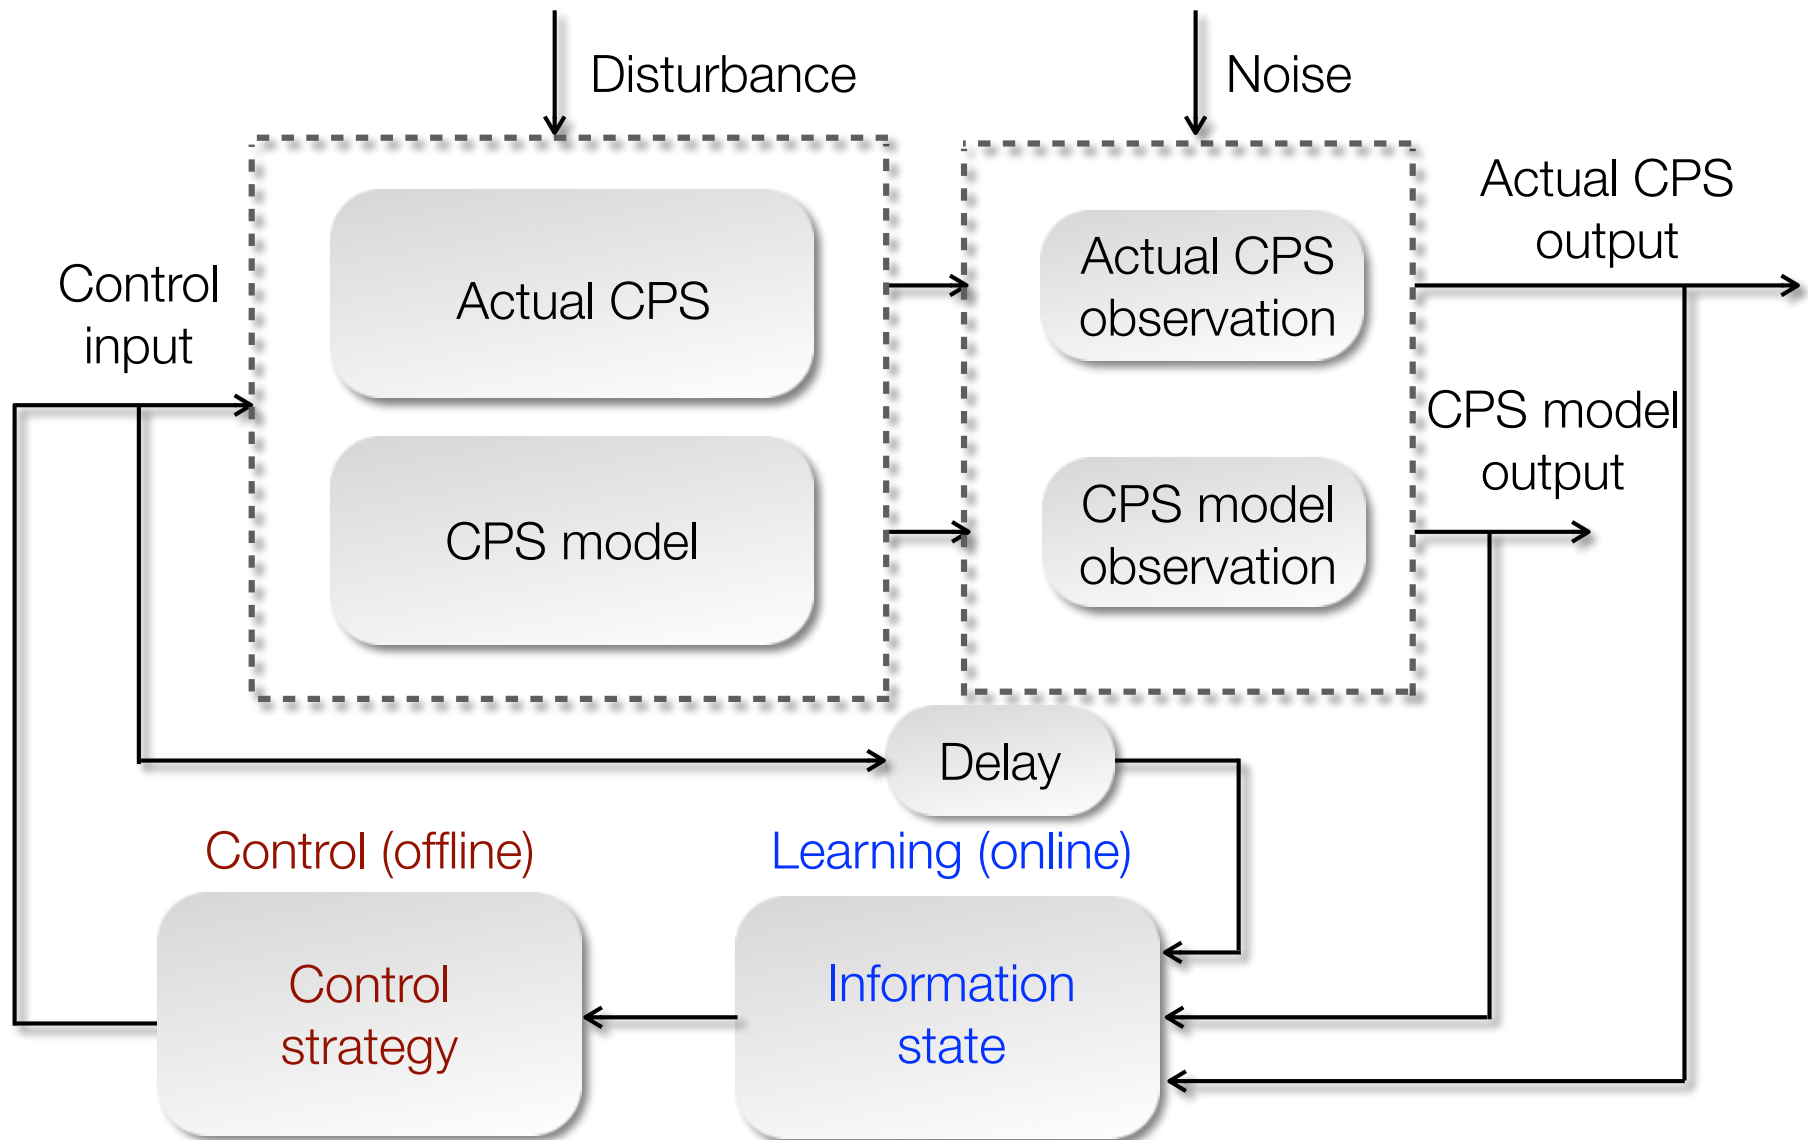 Disturbance
Noise
Actual CPS
output
Control
input
Actual CPS
Actual CPS
observation
CPS model
output
CPS model
CPS model
observation
Delay
Control (offline)
Learning (online)
Control
strategy
Information
state